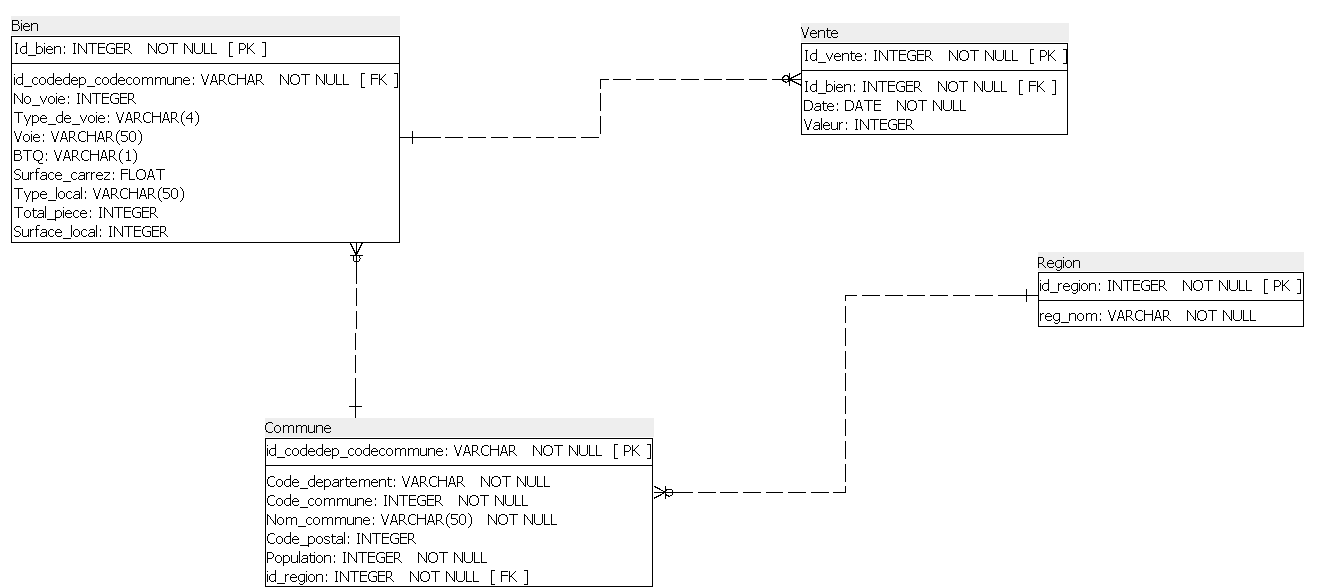 Bien
Id_bien: INTEGER NOT NULL [ PK ]
id_codedep_codecommune: VARCHAR NOT NULL [ FK ]
No_voie: INTEGER
Type_de_voie: VARCHAR(4)
Voie: VARCHAR(50)
BTQ: VARCHAR(1)
Surface_carrez: FLOAT
Type_local: VARCHAR(50)
Total_piece: INTEGER
Surface_local: INTEGER
Vente
Id_vente: INTEGER NOT NULL [ PK ]
Id_bien: INTEGER NOT NULL [ FK ]
Date: DATE NOT NULL
Valeur: INTEGER
Region
id_region: INTEGER NOT NULL [ PK ]
reg_nom: VARCHAR NOT NULL
Commune
id_codedep_codecommune: VARCHAR NOT NULL [ PK ]
Code_departement: VARCHAR NOT NULL
Code_commune: INTEGER NOT NULL
Nom_commune: VARCHAR(50) NOT NULL
Code_postal: INTEGER
Population: INTEGER NOT NULL
id_region: INTEGER NOT NULL [ FK ]